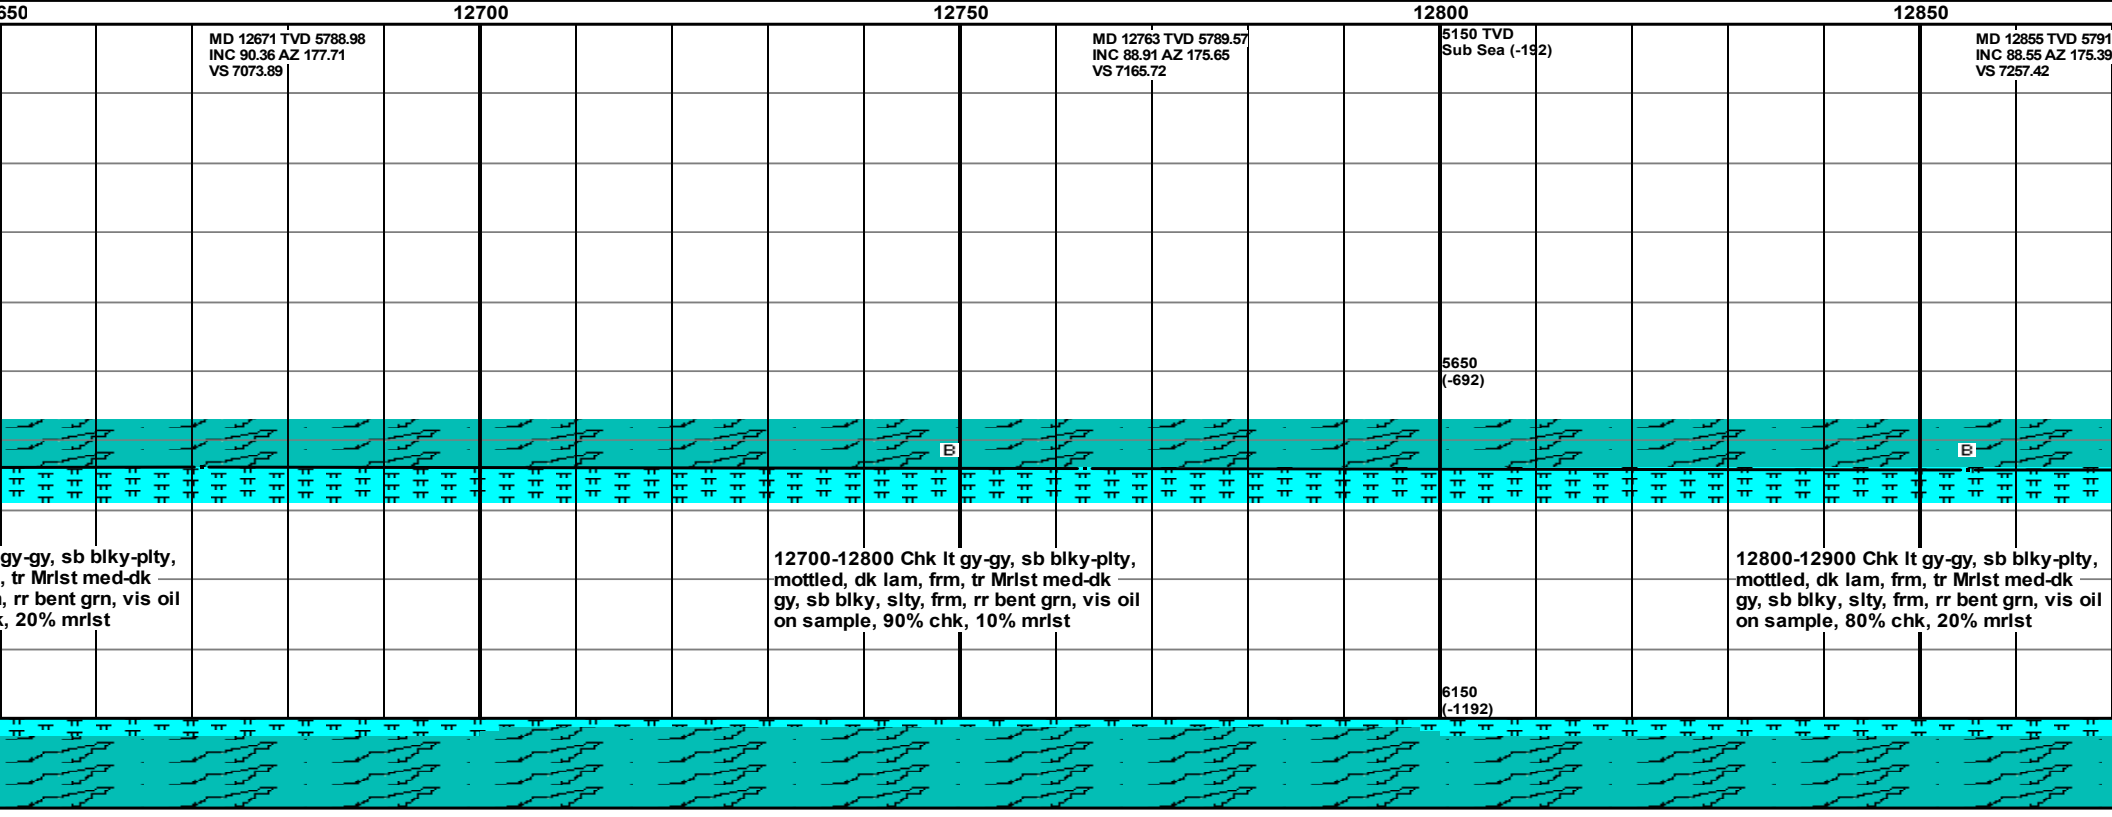 650 12700 12750 12800 12850
MD 12671 TVD 5788.98
INC 90.36 AZ 177.71
VS 7073.89
MD 12763 TVD 5789.57
INC 88.91 AZ 175.65
VS 7165.72
5150 TVD
Sub Sea (-192)
MD 12855 TVD 5791
INC 88.55 AZ 175.39
VS 7257.42
5650
(-692)
B
B
gy-gy, sb blky-plty,
, tr Mrlst med-dk
, rr bent grn, vis oil
, 20% mrlst
12700-12800 Chk lt gy-gy, sb blky-plty,
mottled, dk lam, frm, tr Mrlst med-dk
gy, sb blky, slty, frm, rr bent grn, vis oil
on sample, 90% chk, 10% mrlst
12800-12900 Chk lt gy-gy, sb blky-plty,
mottled, dk lam, frm, tr Mrlst med-dk
gy, sb blky, slty, frm, rr bent grn, vis oil
on sample, 80% chk, 20% mrlst
6150
(-1192)